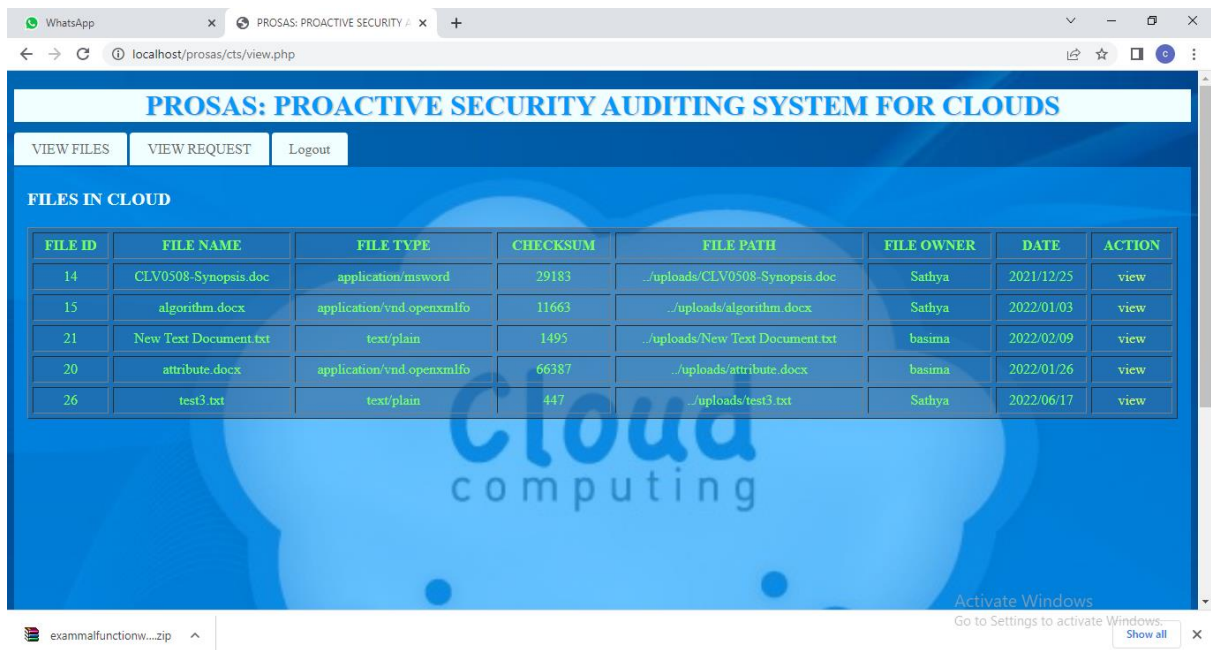 WhatsApp
PROSAS: PROACTIVE SECURITY A
localhost/prosas/cts/view.php
C
PROSAS: PROACTIVE SECURITY AUDITING SYSTEM FOR CLOUDS
VIEW FILES VIEW REQUEST Logout
FILES IN CLOUD
FILE ID FILE NAME FILE TYPE CHECKSUM FILE PATH FILE OWNER DATE ACTION
14 CLV0508-Synopsis.doc application/msword 29183 ../uploads/CLV0508-Synopsis.doc Sathya 2021/12/25 view
15 algorithm.docx application/vnd.openxmlfo 11663 ../uploads/algorithm.docx Sathya 2022/01/03 view
21 New Text Document.txt text/plain 1495 ../uploads/New Text Document.txt basima 2022/02/09 view
20 attribute.docx application/vnd.openxmlfo 66387 ../uploads/attribute.docx basima 2022/01/26 view
26 test3.txt text/plain 447 ../uploads/test3.txt Sathya 2022/06/17 view
Cloud
computing
Activate Windows
Go to Settings to activate Windows.
exammalfunctionw....zip
Show all